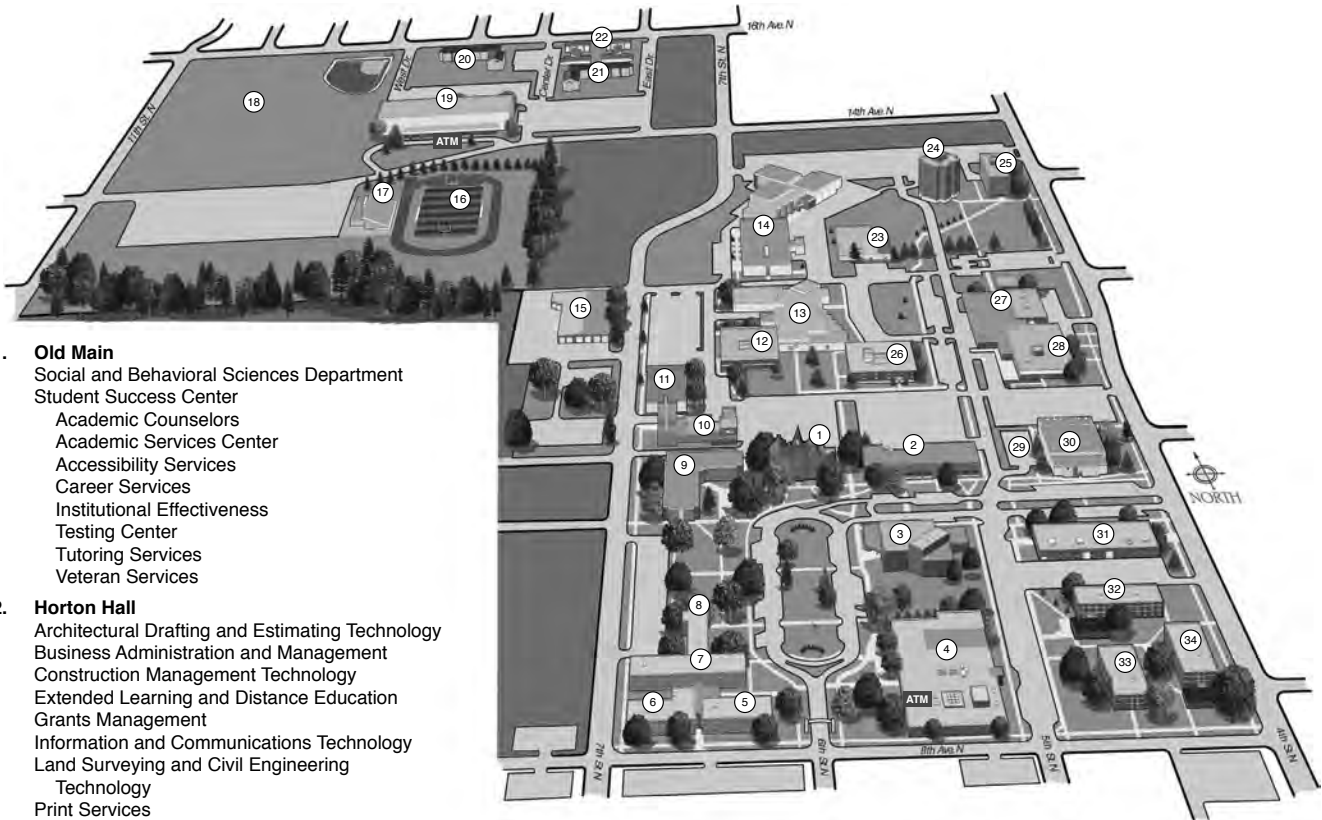 16th Ave. N
22
20
West Dr.
Center Dr.
21
East Dr.
7th St. N
18
19
11th St. N
14th Ave. N
ATM
24
25
17
16
14
23
15
27
13
12
26
28
11
10
1
2
29
30
9
NORTH
3
31
8
32
34
7
4
33
6
5
ATM
7th St. N
6th St. N
8th Ave. N
5th St. N
4th St. N
. Old Main
Social and Behavioral Sciences Department
Student Success Center
Academic Counselors
Academic Services Center
Accessibility Services
Career Services
Institutional Effectiveness
Testing Center
Tutoring Services
Veteran Services
2. Horton Hall
Architectural Drafting and Estimating Technology
Business Administration and Management
Construction Management Technology
Extended Learning and Distance Education
Grants Management
Information and Communications Technology
Land Surveying and Civil Engineering
Technology
Print Services